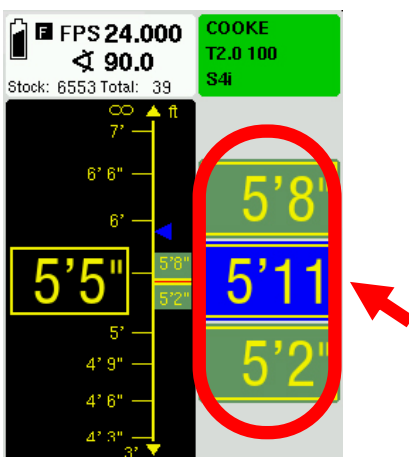 F FPS 24.000
∢ 90.0
Stock: 6553 Total: 39
COOKE
T2.0 100
S4i
∞ ft
7'
6' 6"
6'
5'5"
5'8"
5'2"
5'
4' 9"
4' 6"
4' 3"
3'
5'8"
5'11
5'2"